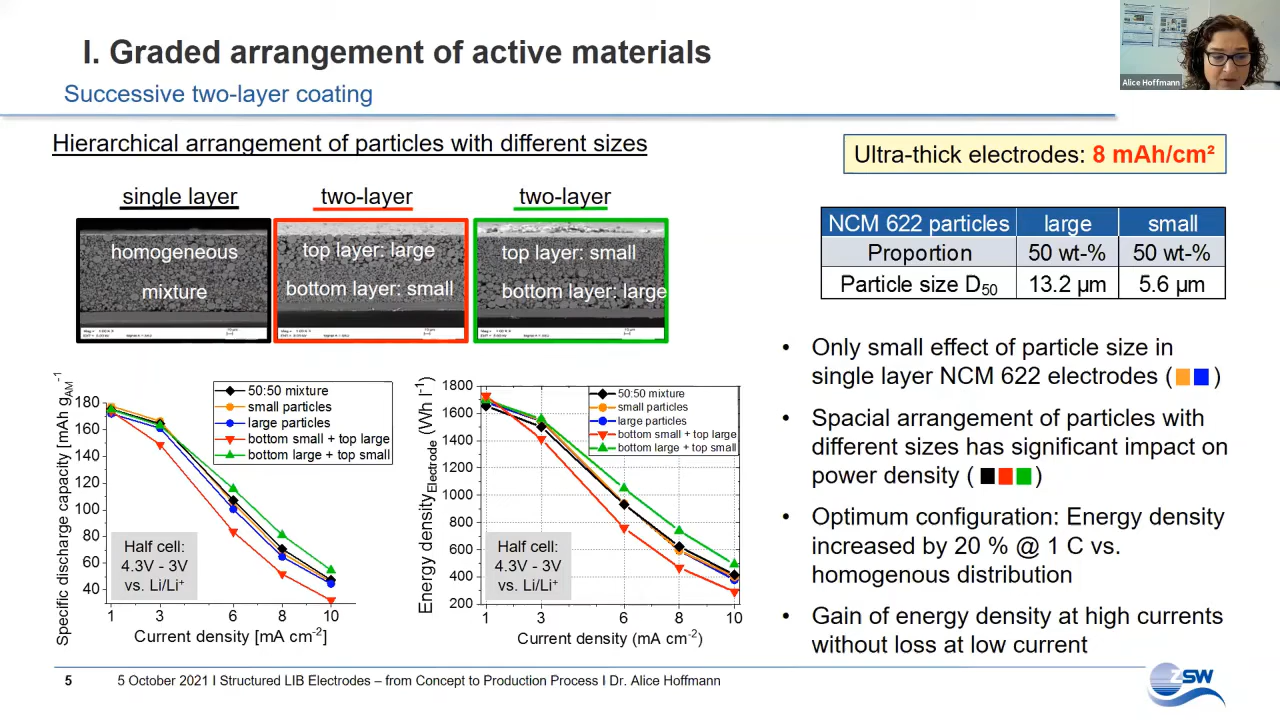 I. Graded arrangement of active materials
Successive two-layer coating
Alice Hoffmann
Hierarchical arrangement of particles with different sizes
Ultra-thick electrodes: 8 mAh/cm²
single layer
two-layer
two-layer
homogeneous
mixture
top layer: large
bottom layer: small
top layer: small
bottom layer: large
NCM 622 particles large small
Proportion 50 wt-% 50 wt-%
Particle size D50 13.2 µm 5.6 µm
Only small effect of particle size in
single layer NCM 622 electrodes ( )
Spacial arrangement of particles with
different sizes has significant impact on
power density ( )
Optimum configuration: Energy density
increased by 20 % @ 1 C vs.
homogenous distribution
Gain of energy density at high currents
without loss at low current
Specific discharge capacity [mAh gAM-1]
180
160
140
120
100
80
60
40
50:50 mixture
small particles
large particles
bottom small + top large
bottom large + top small
Half cell:
4.3V - 3V
vs. Li/Li+
1 3 6 8 10
Current density [mA cm-2]
Energy densityElectrode (Wh l-1)
1800
1600
1400
1200
1000
800
600
400
200
50:50 mixture
small particles
large particles
bottom small + top large
bottom large + top small
Half cell:
4.3V - 3V
vs. Li/Li+
1 3 6 8 10
Current density (mA cm-2)
5 5 October 2021 I Structured LIB Electrodes – from Concept to Production Process I Dr. Alice Hoffmann
ZSW